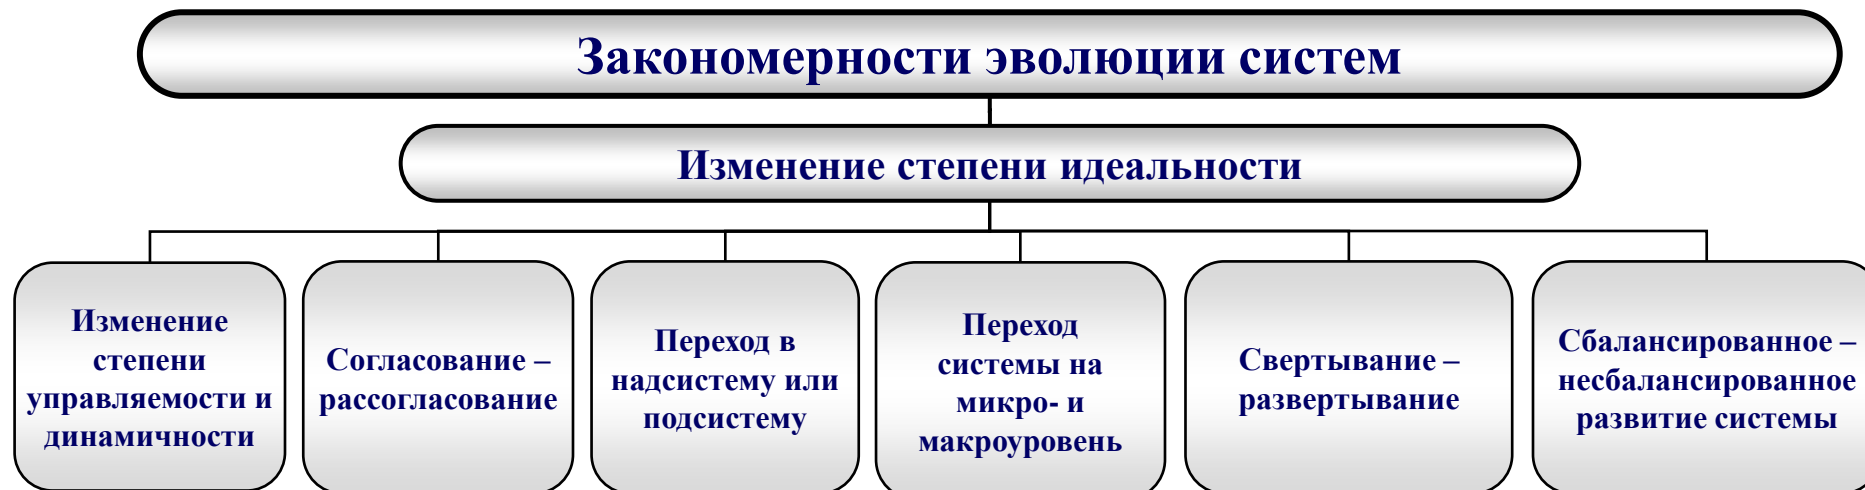 Закономерности эволюции систем
Изменение степени идеальности
Изменение
степени
управляемости и
динамичности
Согласование –
рассогласование
Переход в
надсистему или
подсистему
Переход
системы на
микро- и
макроуровень
Свертывание –
развертывание
Сбалансированное –
несбалансированное
развитие системы